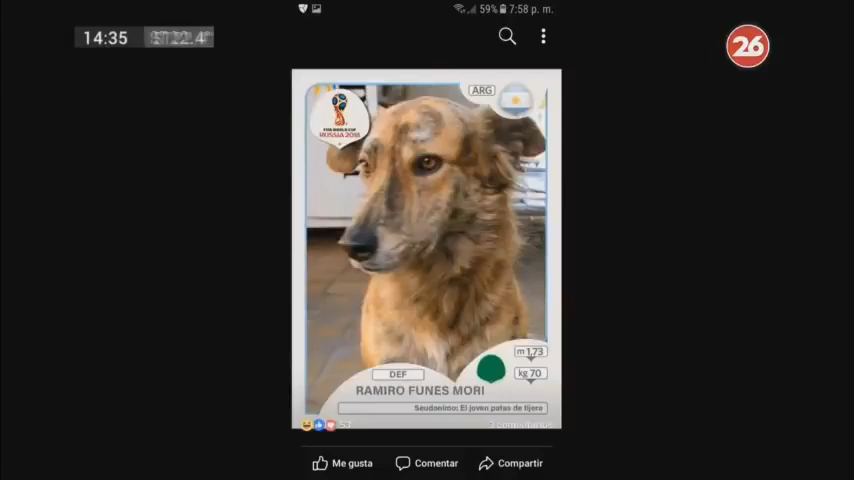 59% 7:58 p. m.
14:35
26
ARG
FIFA WORLD CUP
RUSSIA 2018
m 1,73
kg 70
DEF
RAMIRO FUNES MORI
Seudonimo: El joven patas de tijera
Me gusta
Comentar
Compartir